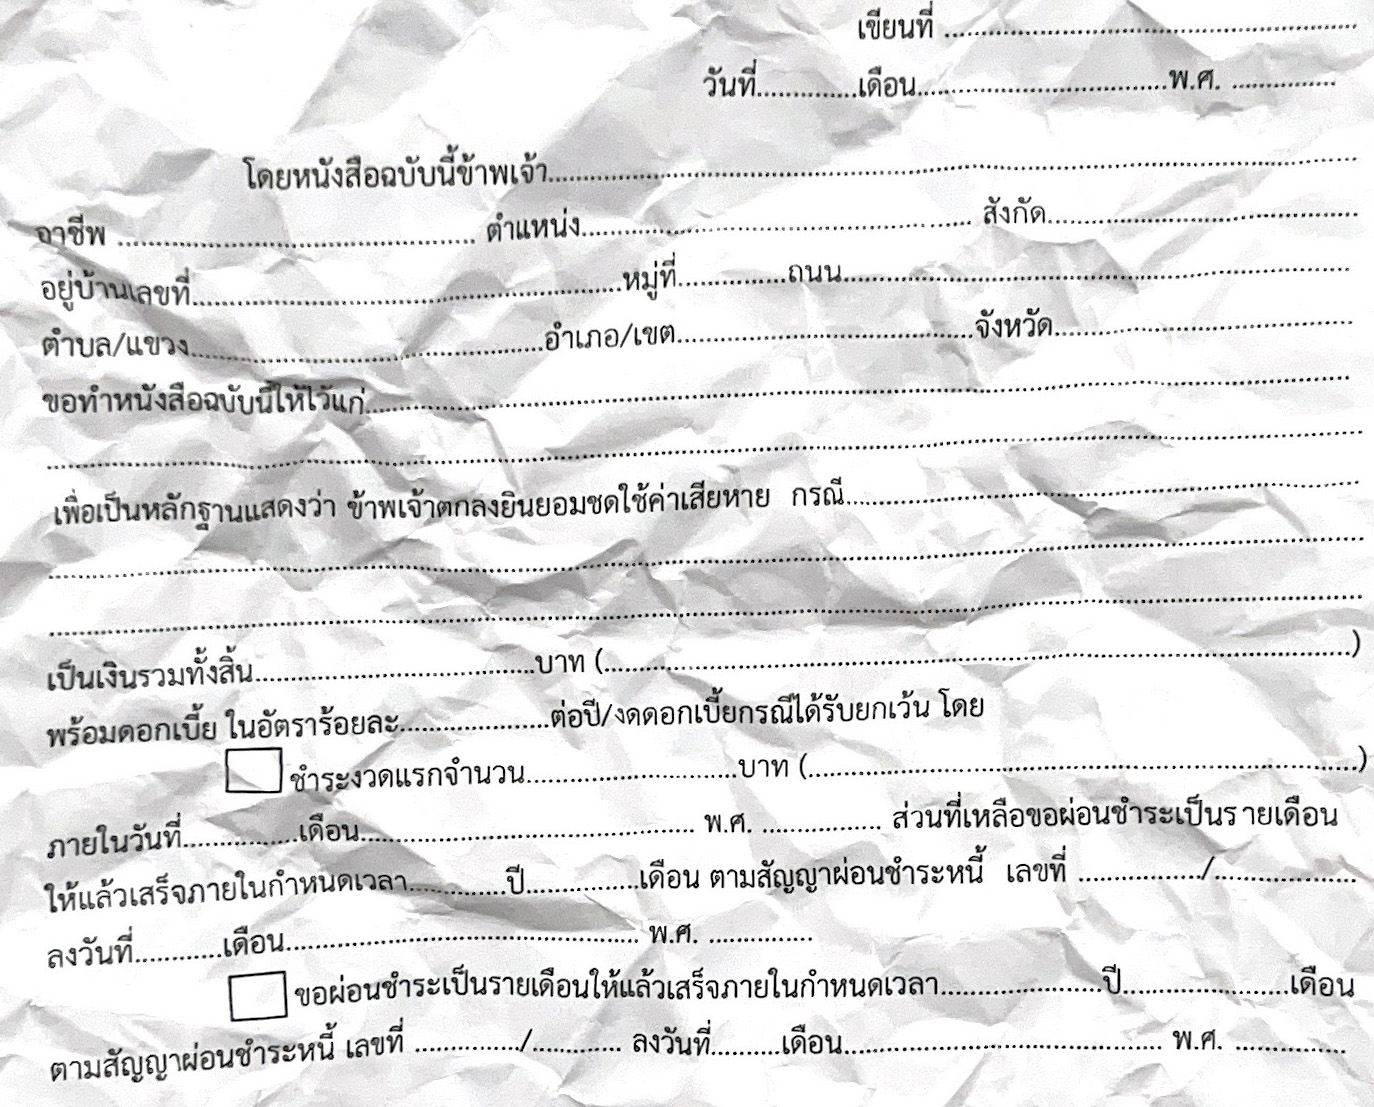 เขียนที่ ............................................................
วันที่..............เดือน....................................พ.ศ. ...............
โดยหนังสือฉบับนี้ข้าพเจ้า....................................................................................................................
อาชีพ .................................................... ตำแหน่ง........................................................ สังกัด.............................................
อยู่บ้านเลขที่..............................................................หมู่ที่...............ถนน.........................................................................
ตำบล/แขวง...................................................อำเภอ/เขต...........................................จังหวัด...........................................
ขอทำหนังสือฉบับนี้ให้ไว้แก่..............................................................................................................................................
............................................................................................................................................................................................
เพื่อเป็นหลักฐานแสดงว่า ข้าพเจ้าตกลงยินยอมชดใช้ค่าเสียหาย กรณี..........................................................................
............................................................................................................................................................................................
............................................................................................................................................................................................
เป็นเงินรวมทั้งสิ้น........................................บาท (............................................................................................................)
พร้อมดอกเบี้ย ในอัตราร้อยละ.....................ต่อปี/งดดอกเบี้ยกรณีได้รับยกเว้น โดย
☐ ชำระงวดแรกจำนวน..............................บาท (...............................................................................)
ภายในวันที่................เดือน................................................ พ.ศ. ................. ส่วนที่เหลือขอผ่อนชำระเป็นรายเดือน
ให้แล้วเสร็จภายในกำหนดเวลา..............ปี................เดือน ตามสัญญาผ่อนชำระหนี้ เลขที่ ................./....................
ลงวันที่............เดือน.................................................. พ.ศ. ...............
☐ ขอผ่อนชำระเป็นรายเดือนให้แล้วเสร็จภายในกำหนดเวลา.......................ปี........................เดือน
ตามสัญญาผ่อนชำระหนี้ เลขที่ .............../............. ลงวันที่..........เดือน............................................. พ.ศ. ................